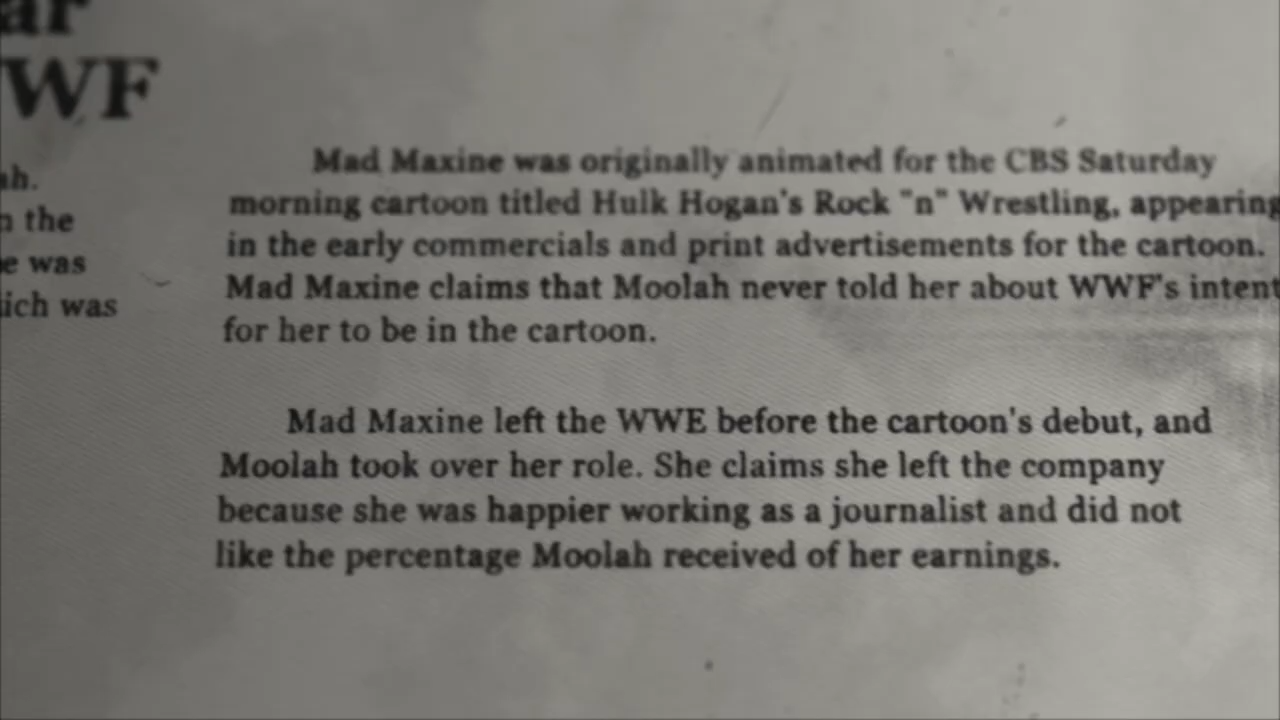 ar
WWF
ah.
n the
e was
ich was
Mad Maxine was originally animated for the CBS Saturday
morning cartoon titled Hulk Hogan's Rock "n" Wrestling, appearing
in the early commercials and print advertisements for the cartoon.
Mad Maxine claims that Moolah never told her about WWF's intent
for her to be in the cartoon.
Mad Maxine left the WWE before the cartoon's debut, and
Moolah took over her role. She claims she left the company
because she was happier working as a journalist and did not
like the percentage Moolah received of her earnings.